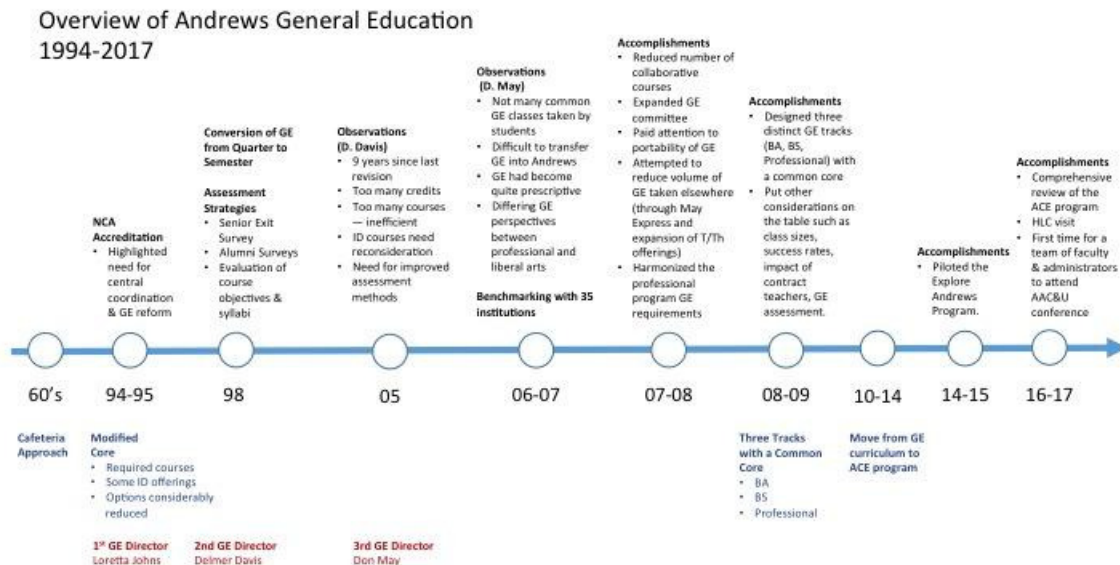 Overview of Andrews General Education
1994-2017
NCA
Accreditation
• Highlighted
need for
central
coordination
& GE reform
Conversion of GE
from Quarter to
Semester
Assessment
Strategies
• Senior Exit
Survey
• Alumni Surveys
• Evaluation of
course
objectives &
syllabi
Observations
(D. Davis)
• 9 years since last
revision
• Too many credits
• Too many courses
— inefficient
• ID courses need
reconsideration
• Need for improved
assessment
methods
Observations
(D. May)
• Not many common
GE classes taken by
students
• Difficult to transfer
GE into Andrews
• GE had become
quite prescriptive
• Differing GE
perspectives
between
professional and
liberal arts
Benchmarking with 35
institutions
Accomplishments
• Reduced number of
collaborative
courses
• Expanded GE
committee
• Paid attention to
portability of GE
• Attempted to
reduce volume of
GE taken elsewhere
(through May
Express and
expansion of T/Th
offerings)
• Harmonized the
professional
program GE
requirements
Accomplishments
• Designed three
distinct GE tracks
(BA, BS,
Professional) with
a common core
• Put other
considerations on
the table such as
class sizes,
success rates,
impact of
contract
teachers, GE
assessment.
Accomplishments
• Piloted the
Explore
Andrews
Program.
Accomplishments
• Comprehensive
review of the
ACE program
• HLC visit
• First time for a
team of faculty
& administrators
to attend
AAC&U
conference
60's
94-95
98
05
06-07
07-08
08-09
10-14
14-15
16-17
Cafeteria
Approach
Modified
Core
• Required courses
• Some ID offerings
• Options considerably
reduced
Three Tracks
with a Common
Core
• BA
• BS
• Professional
Move from GE
curriculum to
ACE program
1st GE Director
Loretta Johns
2nd GE Director
Delmer Davis
3rd GE Director
Don May